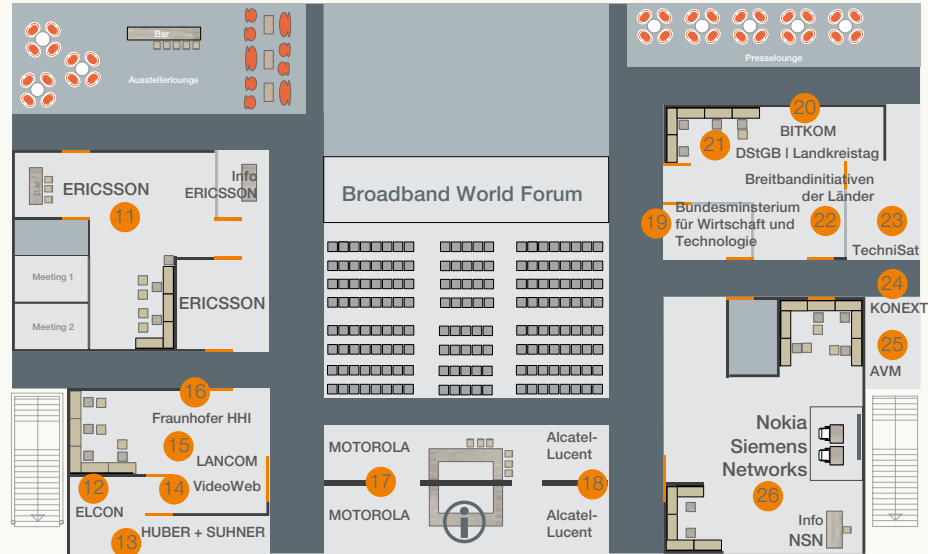 Bar
Ausstellerlounge
Presselounge
20
BITKOM
21
DStGB | Landkreistag
Breitbandinitiativen
der Länder
19
Bundesminsterium
für Wirtschaft und
Technologie
22
23
TechniSat
24
KONEXT
25
AVM
Bar
ERICSSON
11
Info
ERICSSON
Meeting 1
Meeting 2
ERICSSON
Broadband World Forum
16
Fraunhofer HHI
15
LANCOM
12
14
VideoWeb
ELCON
13
HUBER + SUHNER
MOTOROLA
17
MOTOROLA
i
Alcatel-
Lucent
18
Alcatel-
Lucent
Nokia
Siemens
Networks
26
Info
NSN